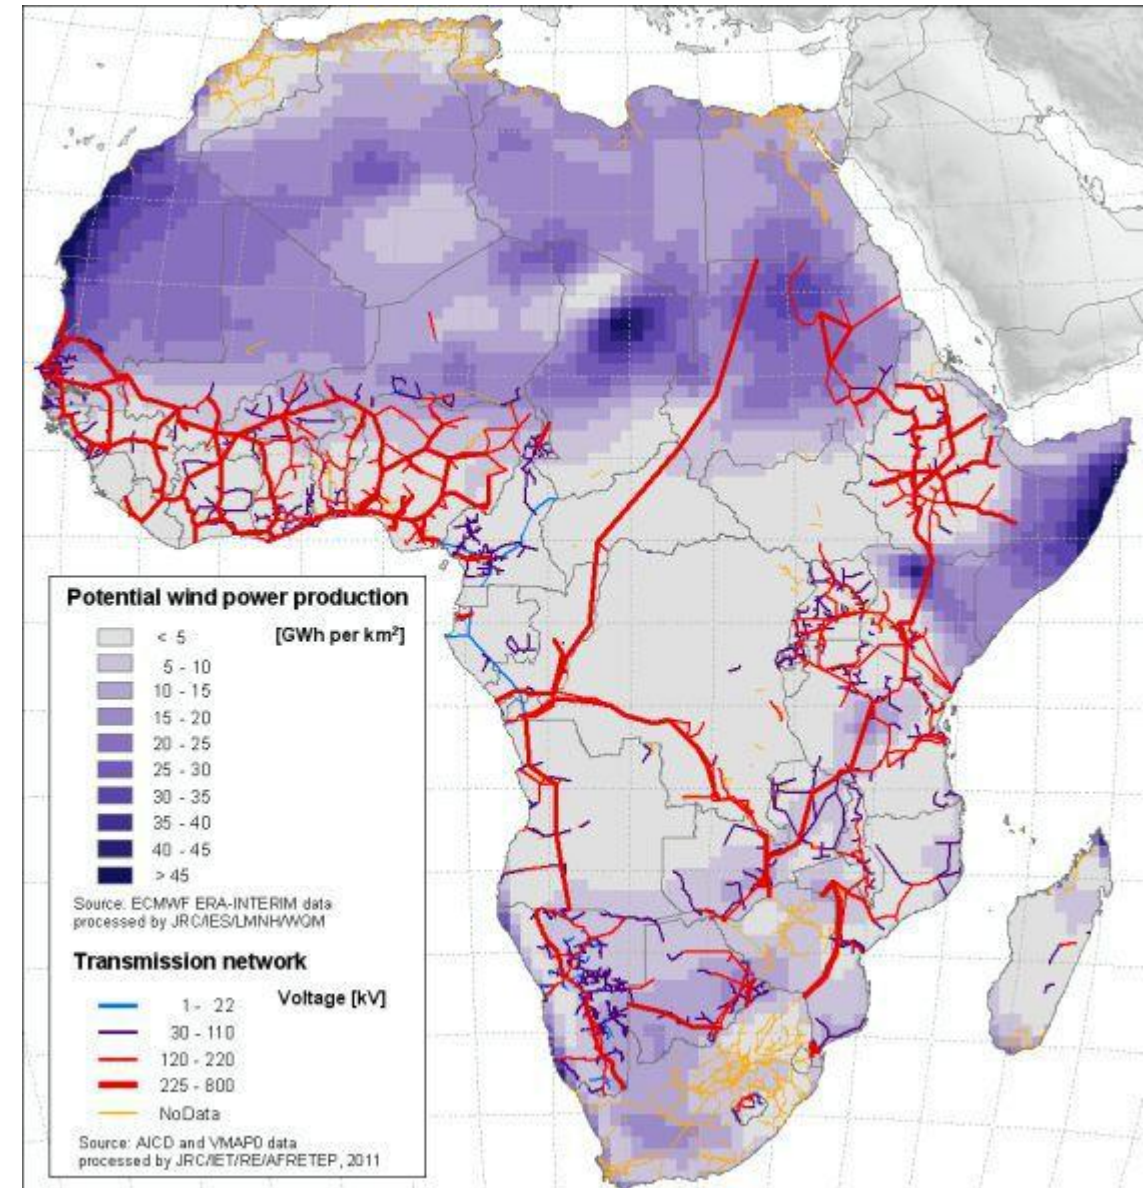 Potential wind power production
[GWh per km²]
< 5
5 - 10
10 - 15
15 - 20
20 - 25
25 - 30
30 - 35
35 - 40
40 - 45
> 45
Source: ECMWF ERA-INTERIM data
processed by JRC/IES/LMNH/WQM
Transmission network
Voltage [kV]
1 - 22
30 - 110
120 - 220
225 - 800
NoData
Source: AICD and VMAP0 data
processed by JRC/IET/RE/AFRETEP, 2011